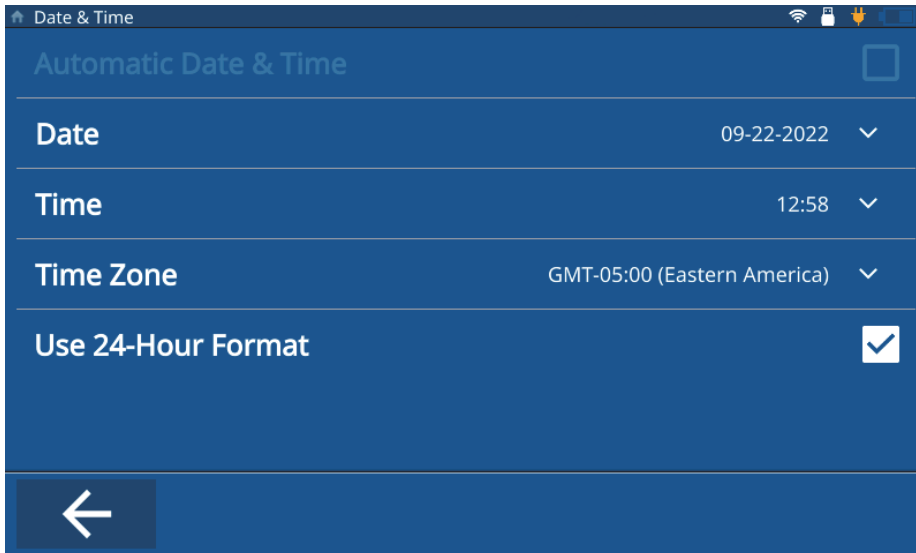 Date & Time
Automatic Date & Time
Date 09-22-2022
Time 12:58
Time Zone GMT-05:00 (Eastern America)
Use 24-Hour Format